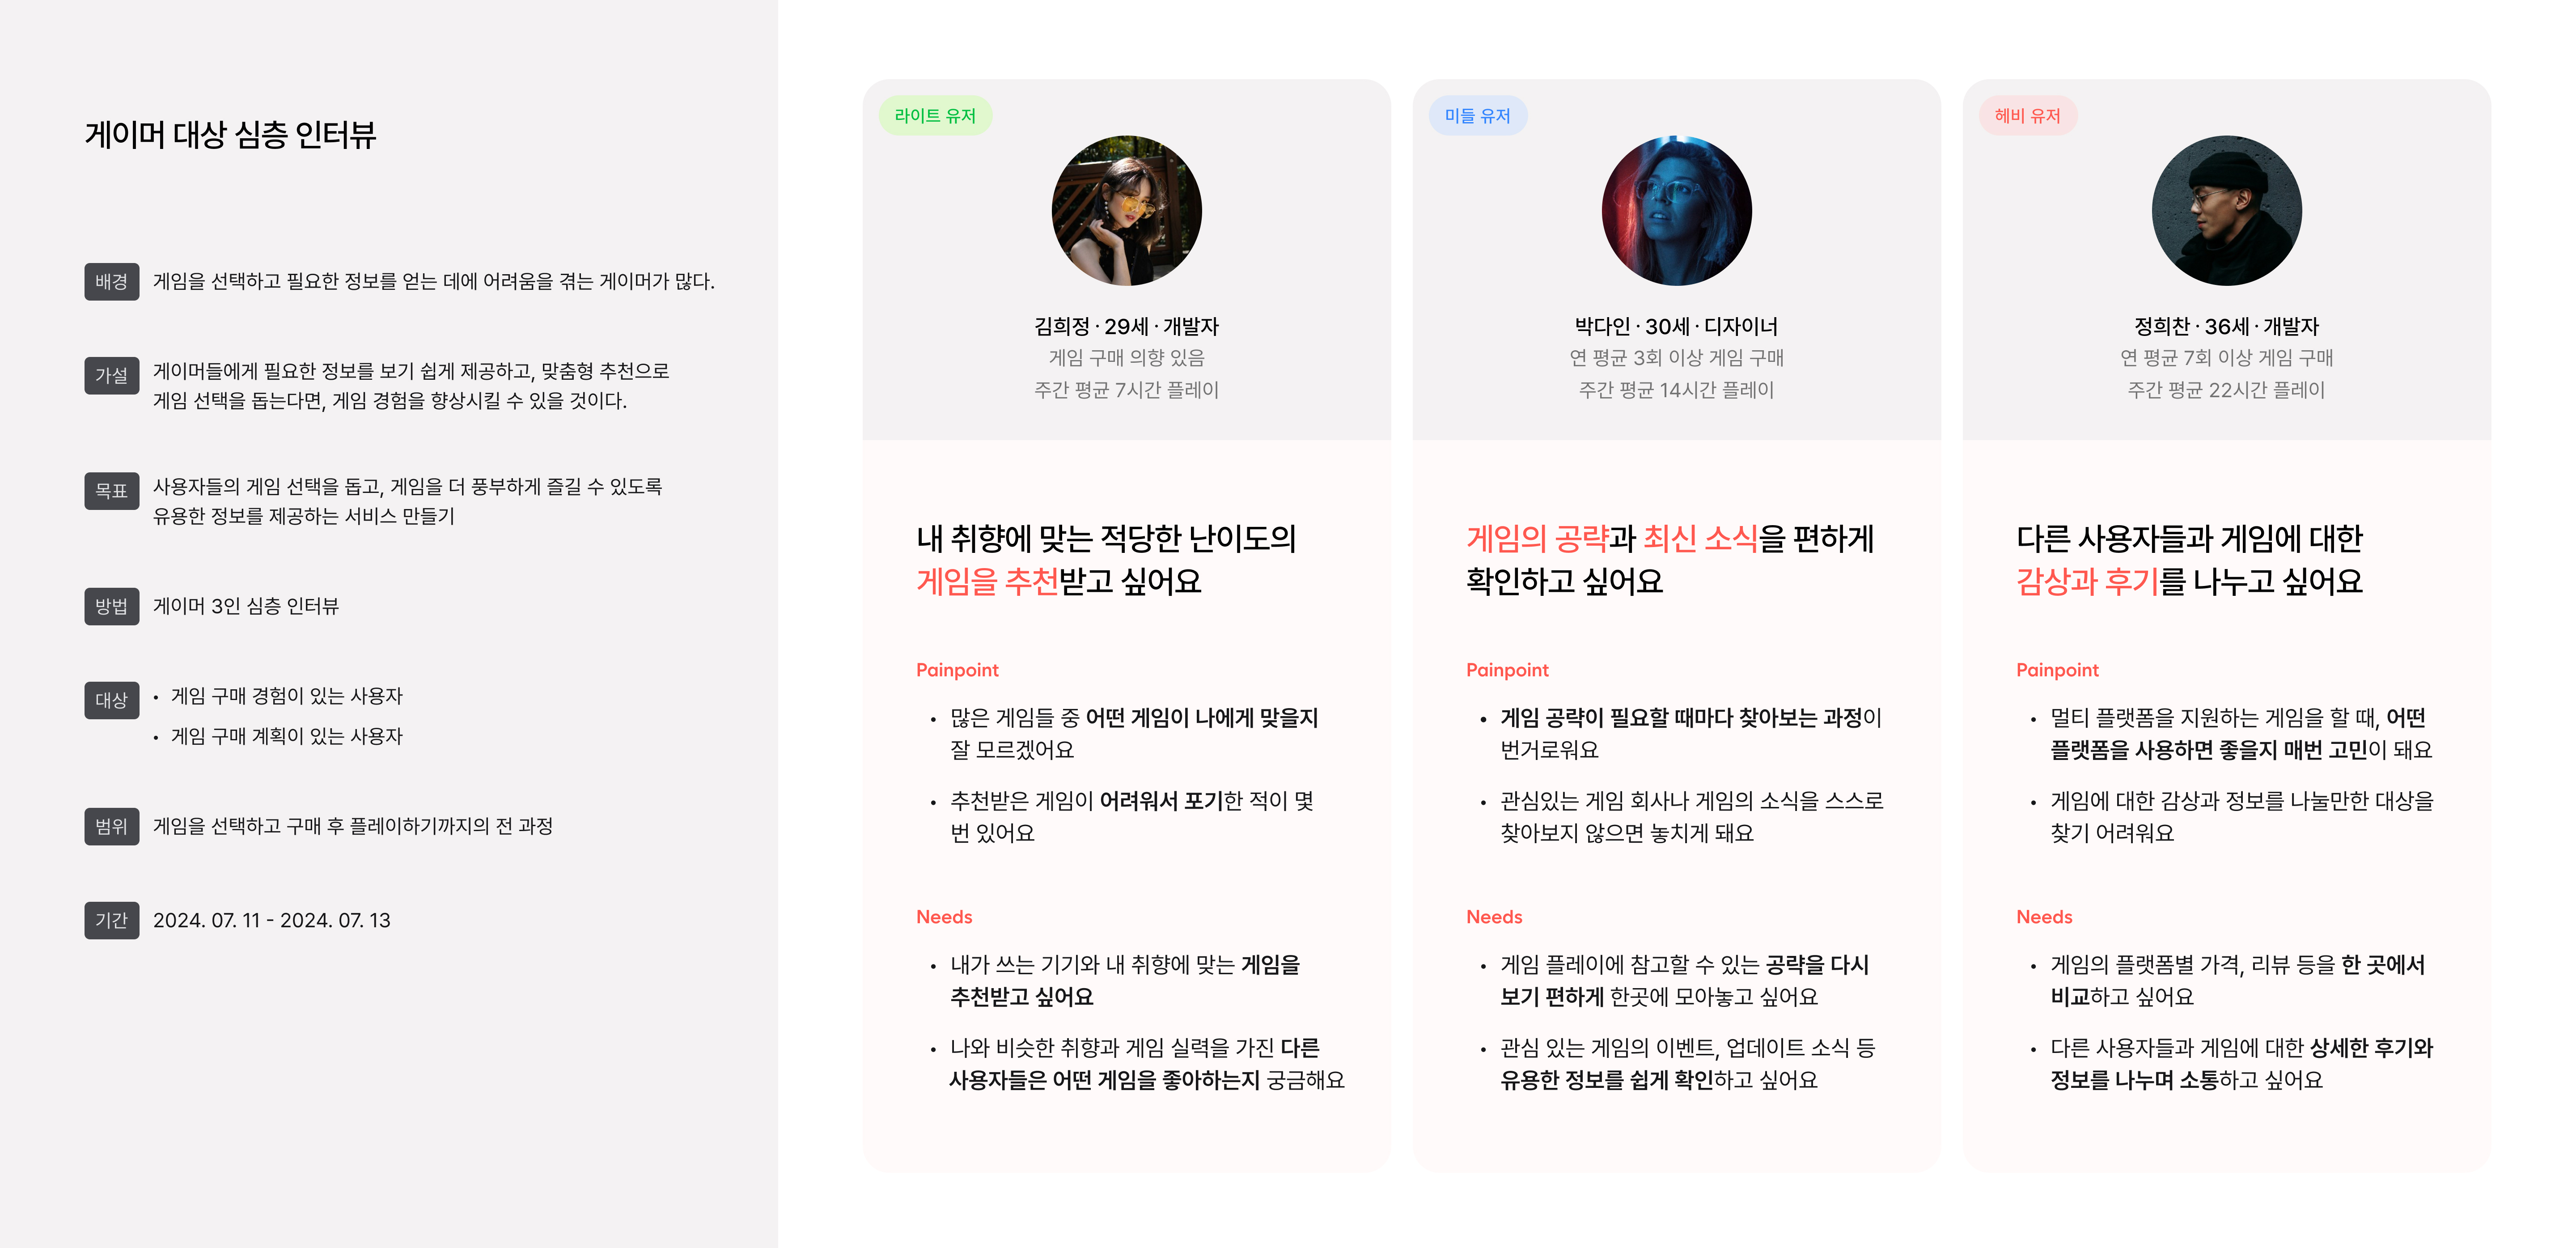 게이머 대상 심층 인터뷰
배경
게임을 선택하고 필요한 정보를 얻는 데에 어려움을 겪는 게이머가 많다.
가설
게이머들에게 필요한 정보를 보기 쉽게 제공하고, 맞춤형 추천으로
게임 선택을 돕는다면, 게임 경험을 향상시킬 수 있을 것이다.
목표
사용자들의 게임 선택을 돕고, 게임을 더 풍부하게 즐길 수 있도록
유용한 정보를 제공하는 서비스 만들기
방법
게이머 3인 심층 인터뷰
대상
• 게임 구매 경험이 있는 사용자
• 게임 구매 계획이 있는 사용자
범위
게임을 선택하고 구매 후 플레이하기까지의 전 과정
기간
2024. 07. 11 - 2024. 07. 13
라이트 유저
김희정 · 29세 · 개발자
게임 구매 의향 있음
주간 평균 7시간 플레이
내 취향에 맞는 적당한 난이도의
게임을 추천받고 싶어요
Painpoint
• 많은 게임들 중 어떤 게임이 나에게 맞을지
잘 모르겠어요
• 추천받은 게임이 어려워서 포기한 적이 몇
번 있어요
Needs
• 내가 쓰는 기기와 내 취향에 맞는 게임을
추천받고 싶어요
• 나와 비슷한 취향과 게임 실력을 가진 다른
사용자들은 어떤 게임을 좋아하는지 궁금해요
미들 유저
박다인 · 30세 · 디자이너
연 평균 3회 이상 게임 구매
주간 평균 14시간 플레이
게임의 공략과 최신 소식을 편하게
확인하고 싶어요
Painpoint
• 게임 공략이 필요할 때마다 찾아보는 과정이
번거로워요
• 관심있는 게임 회사나 게임의 소식을 스스로
찾아보지 않으면 놓치게 돼요
Needs
• 게임 플레이에 참고할 수 있는 공략을 다시
보기 편하게 한곳에 모아놓고 싶어요
• 관심 있는 게임의 이벤트, 업데이트 소식 등
유용한 정보를 쉽게 확인하고 싶어요
헤비 유저
정희찬 · 36세 · 개발자
연 평균 7회 이상 게임 구매
주간 평균 22시간 플레이
다른 사용자들과 게임에 대한
감상과 후기를 나누고 싶어요
Painpoint
• 멀티 플랫폼을 지원하는 게임을 할 때, 어떤
플랫폼을 사용하면 좋을지 매번 고민이 돼요
• 게임에 대한 감상과 정보를 나눌만한 대상을
찾기 어려워요
Needs
• 게임의 플랫폼별 가격, 리뷰 등을 한 곳에서
비교하고 싶어요
• 다른 사용자들과 게임에 대한 상세한 후기와
정보를 나누며 소통하고 싶어요